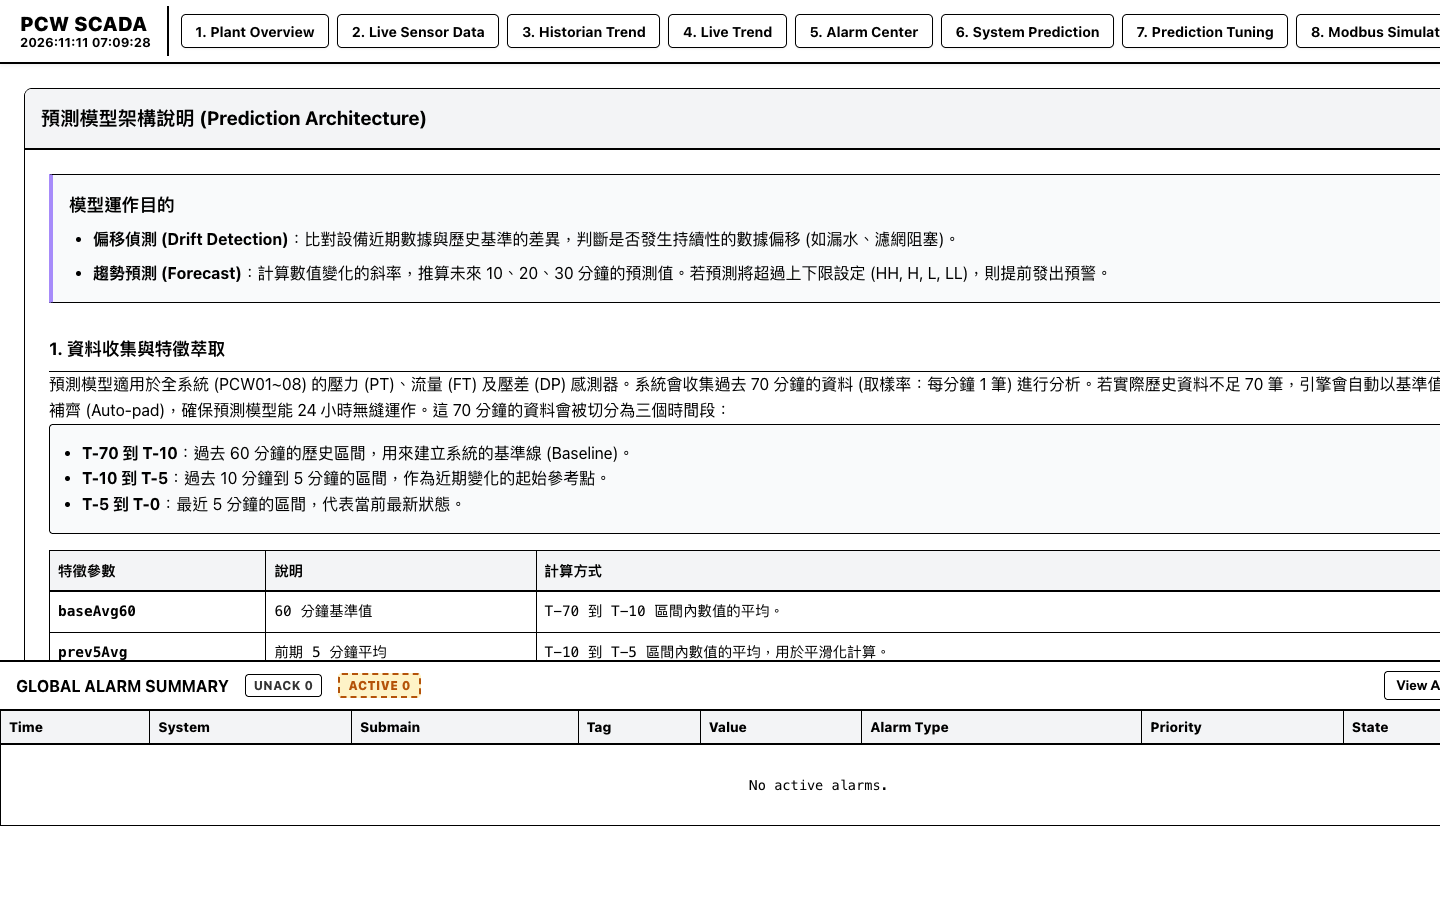 PCW SCADA
2026:11:11 07:09:28
1. Plant Overview
2. Live Sensor Data
3. Historian Trend
4. Live Trend
5. Alarm Center
6. System Prediction
7. Prediction Tuning
8. Modbus Simulat
預測模型架構說明 (Prediction Architecture)
模型運作目的
• 偏移偵測 (Drift Detection)：比對設備近期數據與歷史基準的差異，判斷是否發生持續性的數據偏移 (如漏水、濾網阻塞)。
• 趨勢預測 (Forecast)：計算數值變化的斜率，推算未來 10、20、30 分鐘的預測值。若預測將超過上下限設定 (HH, H, L, LL)，則提前發出預警。
1. 資料收集與特徵萃取
預測模型適用於全系統 (PCW01~08) 的壓力 (PT)、流量 (FT) 及壓差 (DP) 感測器。系統會收集過去 70 分鐘的資料 (取樣率：每分鐘 1 筆) 進行分析。若實際歷史資料不足 70 筆，引擎會自動以基準值
補齊 (Auto-pad)，確保預測模型能 24 小時無縫運作。這 70 分鐘的資料會被切分為三個時間段：
• T-70 到 T-10：過去 60 分鐘的歷史區間，用來建立系統的基準線 (Baseline)。
• T-10 到 T-5：過去 10 分鐘到 5 分鐘的區間，作為近期變化的起始參考點。
• T-5 到 T-0：最近 5 分鐘的區間，代表當前最新狀態。
特徵參數 說明 計算方式
baseAvg60 60 分鐘基準值 T-70 到 T-10 區間內數值的平均。
prev5Avg 前期 5 分鐘平均 T-10 到 T-5 區間內數值的平均，用於平滑化計算。
GLOBAL ALARM SUMMARY UNACK 0 ACTIVE 0 View A
Time System Submain Tag Value Alarm Type Priority State
No active alarms.